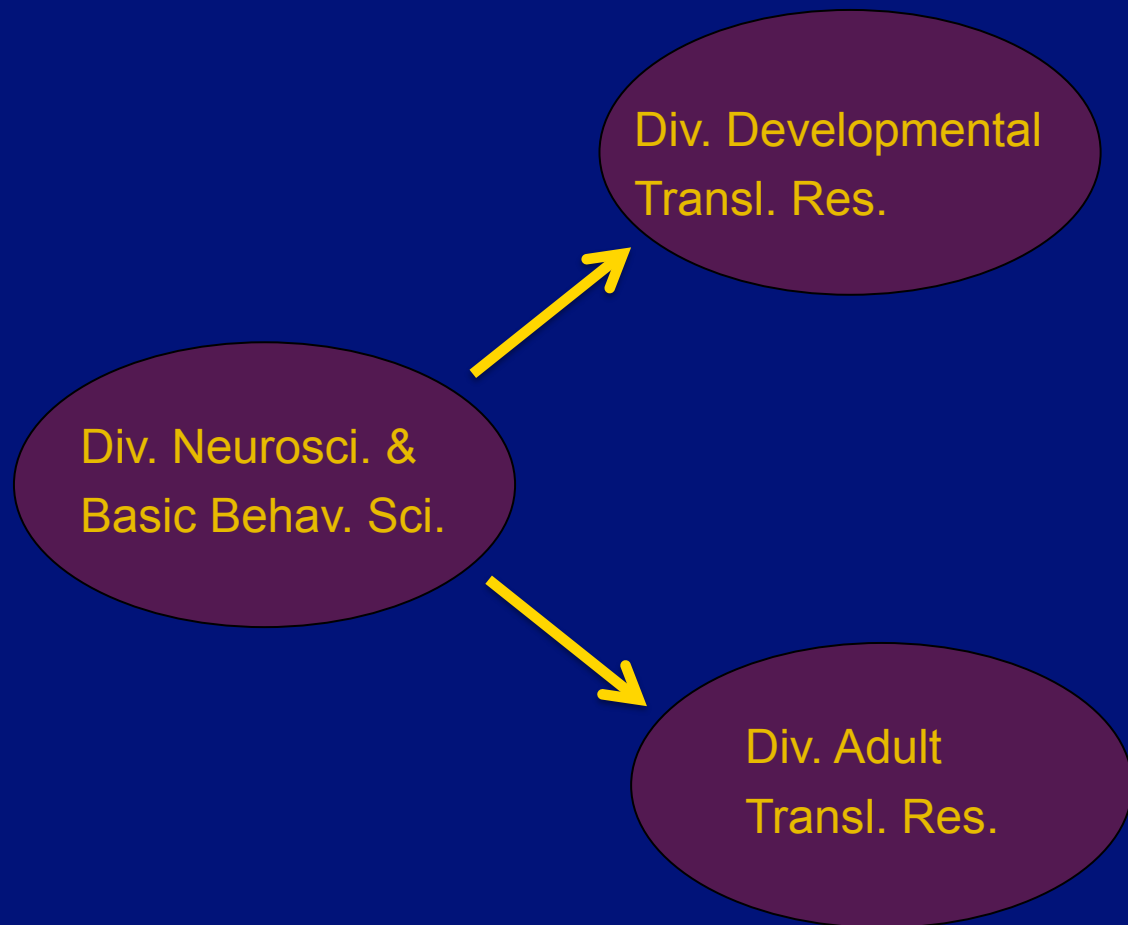 Div. Developmental
Transl. Res.
Div. Neurosci. &
Basic Behav. Sci.
Div. Adult
Transl. Res.